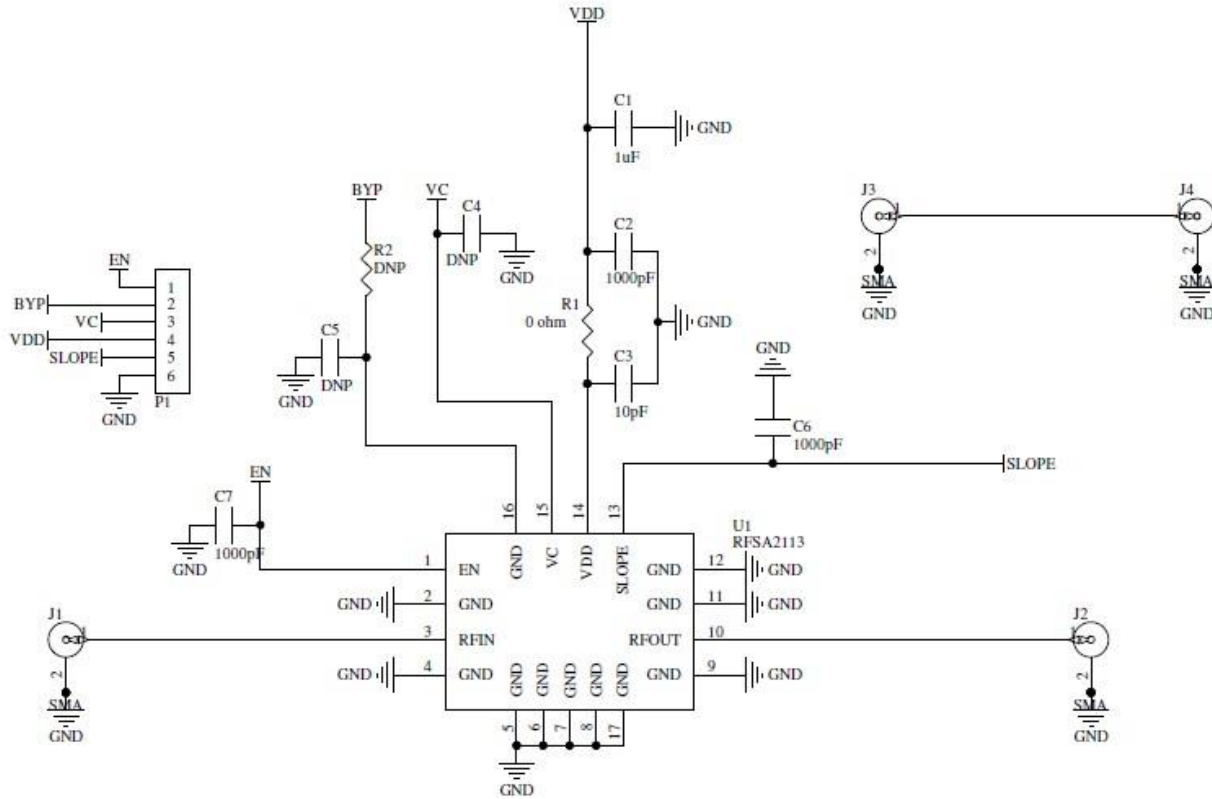 VDD
C1
GND
1uF
BYP
VC
C4
DNP
GND
R2
DNP
C2
1000pF
R1
0 ohm
GND
C3
10pF
J3
1
2
SMA
GND
J4
1
2
SMA
GND
EN
1
BYP
2
VC
3
VDD
4
SLOPE
5
6
GND
P1
C5
GND
DNP
GND
C6
1000pF
SLOPE
EN
C7
GND
1000pF
16
15
14
13
U1
RFSA2113
GND
VC
VDD
SLOPE
1
EN
GND
12
GND
GND
2
GND
GND
11
GND
J1
1
2
SMA
GND
3
RFIN
RFOUT
10
J2
1
2
SMA
GND
GND
4
GND
GND
9
GND
GND
GND
GND
GND
GND
5
6
7
8
17
GND